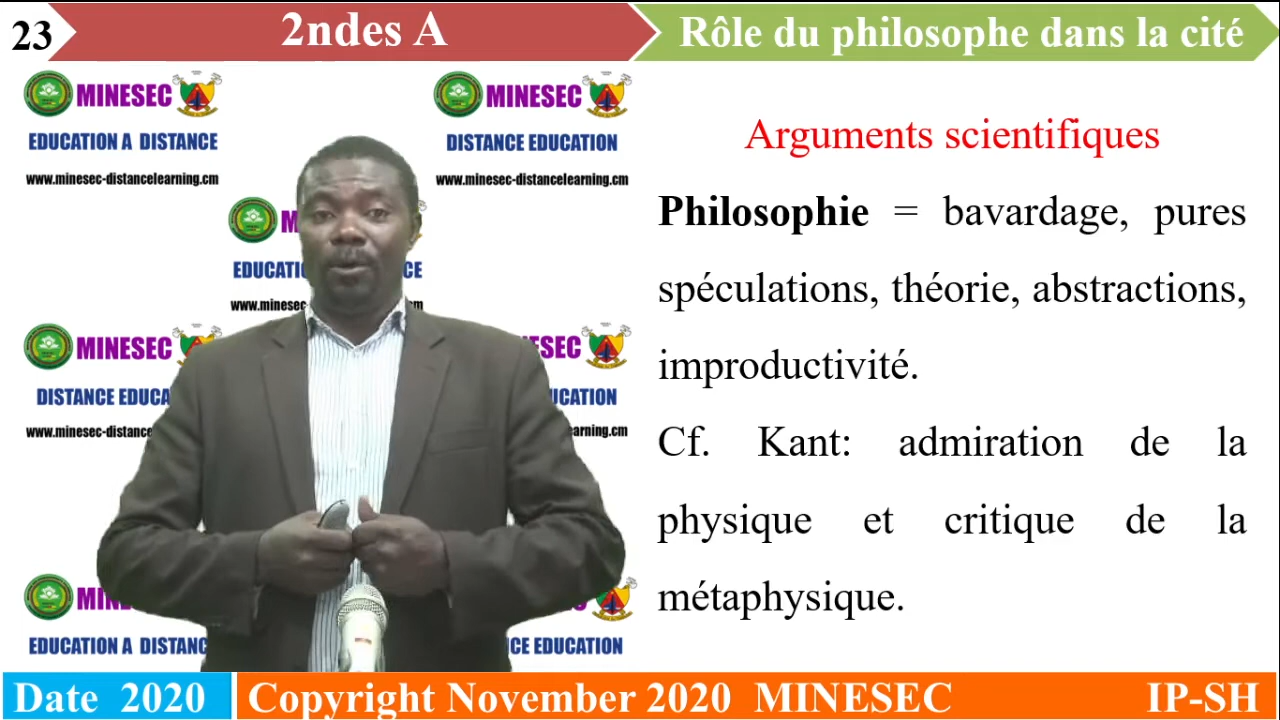 23
2ndes A
Rôle du philosophe dans la cité
MINESEC
EDUCATION A DISTANCE
www.minesec-distancelearning.cm
MINESEC
DISTANCE EDUCATION
www.minesec-distancelearning.cm
MINESEC
DISTANCE
www.minesec-distance
MINESEC
EDUCATION A
Arguments scientifiques
Philosophie = bavardage, pures
spéculations, théorie, abstractions,
improductivité.
Cf. Kant: admiration de la
physique et critique de la
métaphysique.
EDUCATION
Date 2020
Copyright November 2020 MINESEC
IP-SH